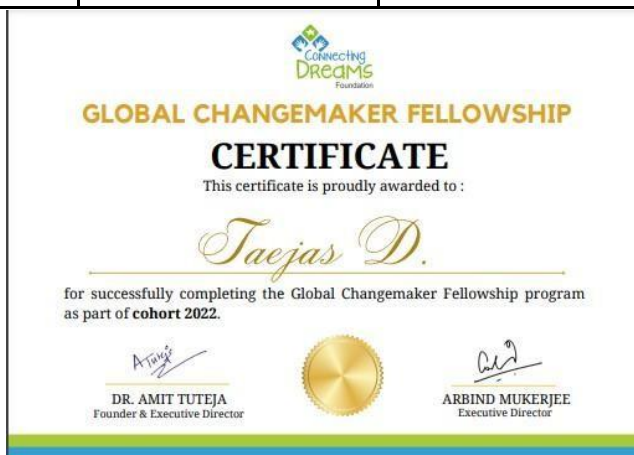 Connecting
Dreams
Foundation
GLOBAL CHANGEMAKER FELLOWSHIP
CERTIFICATE
This certificate is proudly awarded to :
Taejas D.
for successfully completing the Global Changemaker Fellowship program
as part of cohort 2022.
A Tuteja
DR. AMIT TUTEJA
ARBIND MUKERJEE
Founder & Executive Director
Executive Director